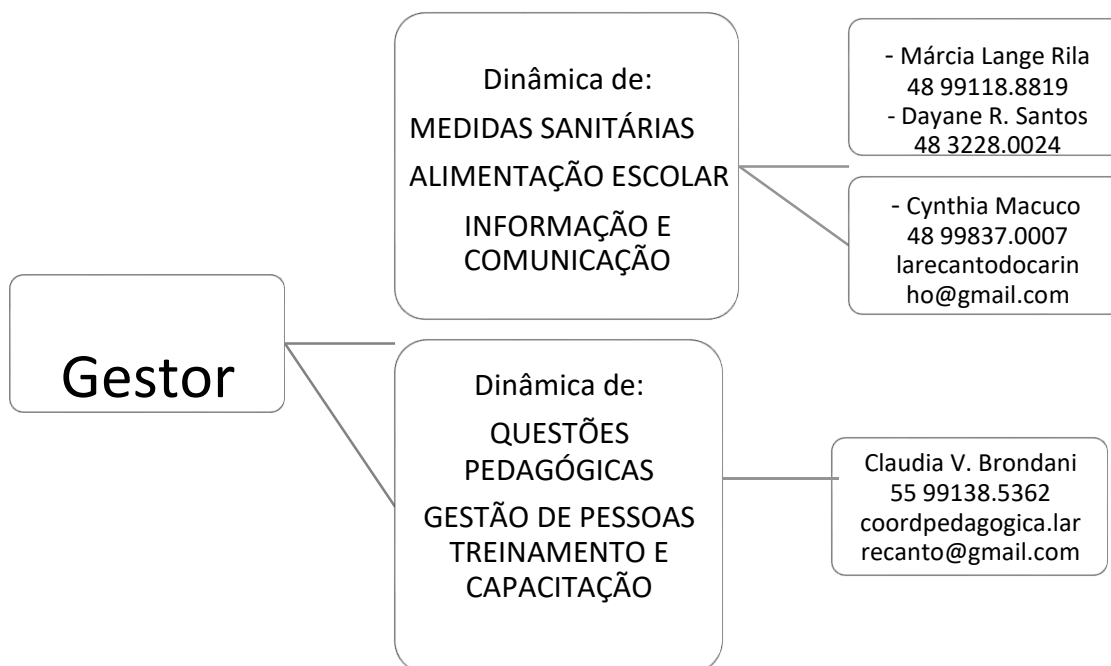 Gestor
Dinâmica de:
MEDIDAS SANITÁRIAS
ALIMENTAÇÃO ESCOLAR
INFORMAÇÃO E
COMUNICAÇÃO
- Márcia Lange Rila
48 99118.8819
- Dayane R. Santos
48 3228.0024
- Cynthia Macuco
48 99837.0007
larecantodocarin
ho@gmail.com
Dinâmica de:
QUESTÕES
PEDAGÓGICAS
GESTÃO DE PESSOAS
TREINAMENTO E
CAPACITAÇÃO
Claudia V. Brondani
55 99138.5362
coordpedagogica.lar
recanto@gmail.com